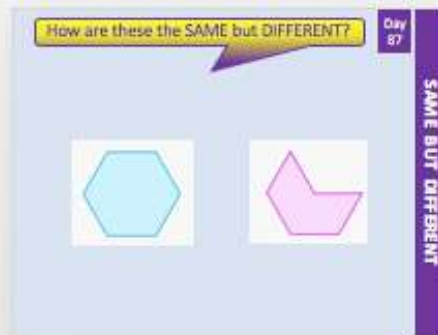 How are these the SAME but DIFFERENT?
Day
87
SAME BUT DIFFERENT